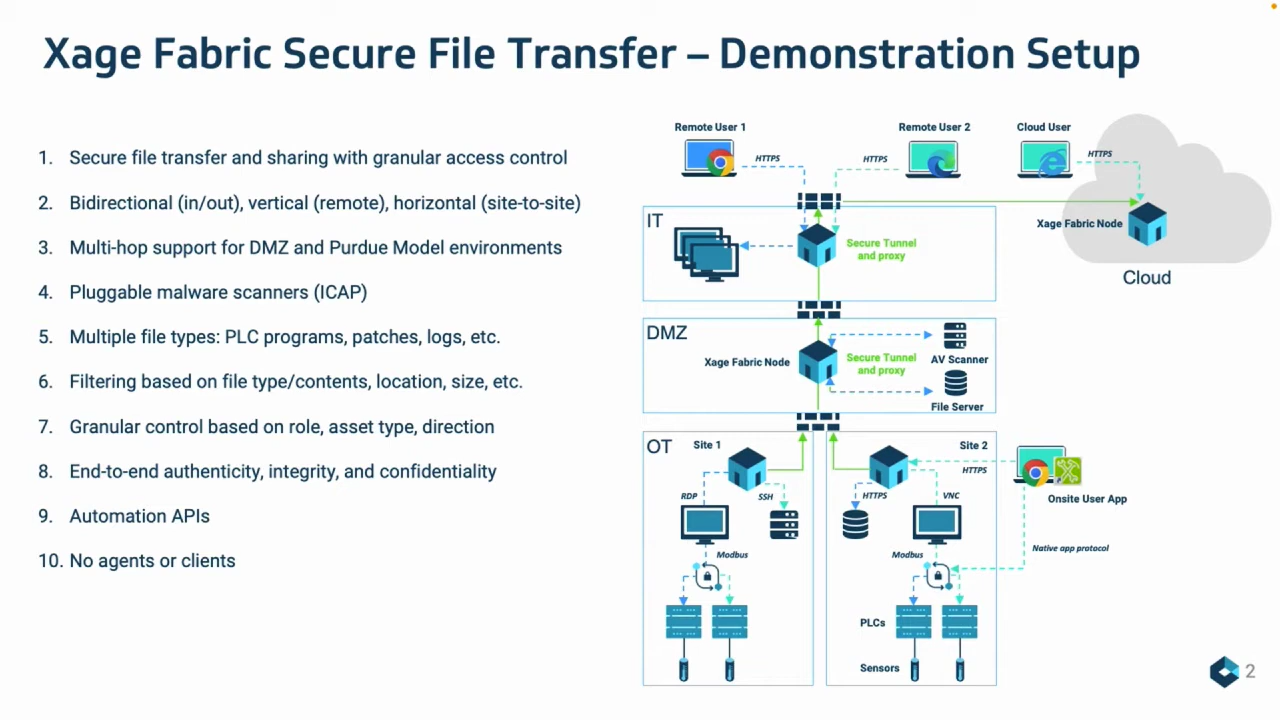 Xage Fabric Secure File Transfer – Demonstration Setup
1. Secure file transfer and sharing with granular access control
2. Bidirectional (in/out), vertical (remote), horizontal (site-to-site)
3. Multi-hop support for DMZ and Purdue Model environments
4. Pluggable malware scanners (ICAP)
5. Multiple file types: PLC programs, patches, logs, etc.
6. Filtering based on file type/contents, location, size, etc.
7. Granular control based on role, asset type, direction
8. End-to-end authenticity, integrity, and confidentiality
9. Automation APIs
10. No agents or clients
Remote User 1
Remote User 2
Cloud User
HTTPS
HTTPS
HTTPS
IT
Secure Tunnel
and proxy
Xage Fabric Node
Cloud
DMZ
Xage Fabric Node
Secure Tunnel
and proxy
AV Scanner
File Server
OT
Site 1
Site 2
HTTPS
RDP
SSH
HTTPS
VNC
Onsite User App
Modbus
Modbus
Native app protocol
PLCs
Sensors
2